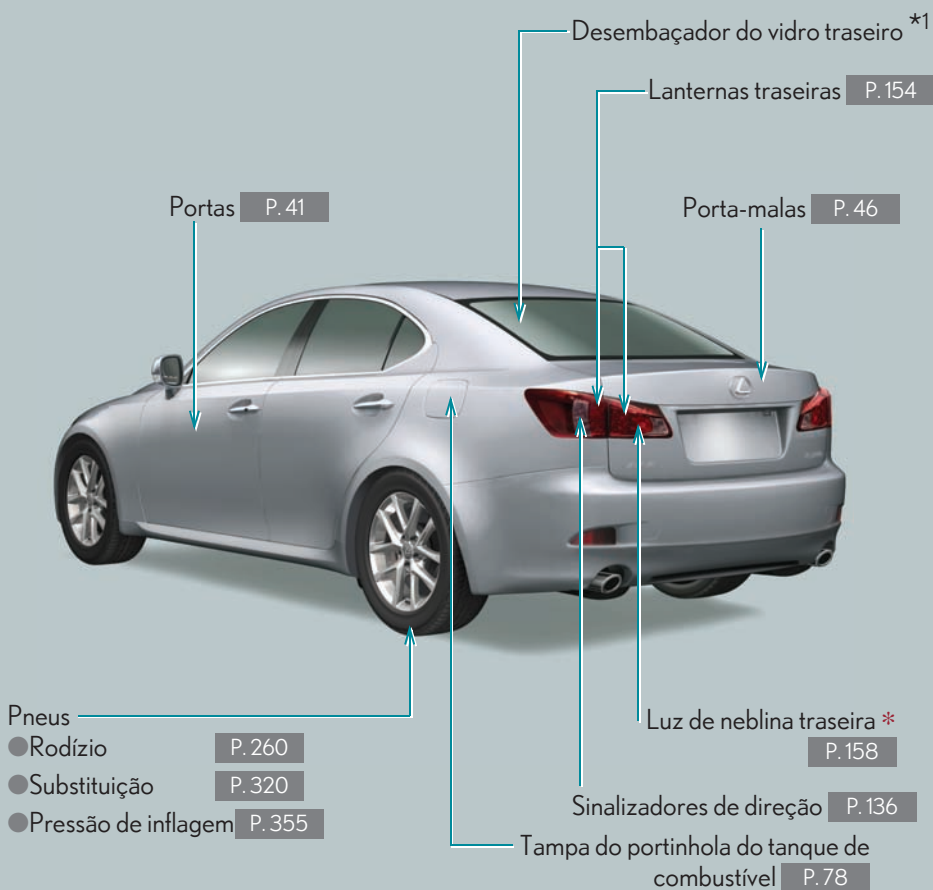 Desembaçador do vidro traseiro *1
Lanternas traseiras P. 154
Portas P. 41
Porta-malas P. 46
Pneus
●Rodízio P. 260
●Substituição P. 320
●Pressão de inflagem P. 355
Luz de neblina traseira *
P. 158
Sinalizadores de direção P. 136
Tampa do portinhola do tanque de
combustível P. 78